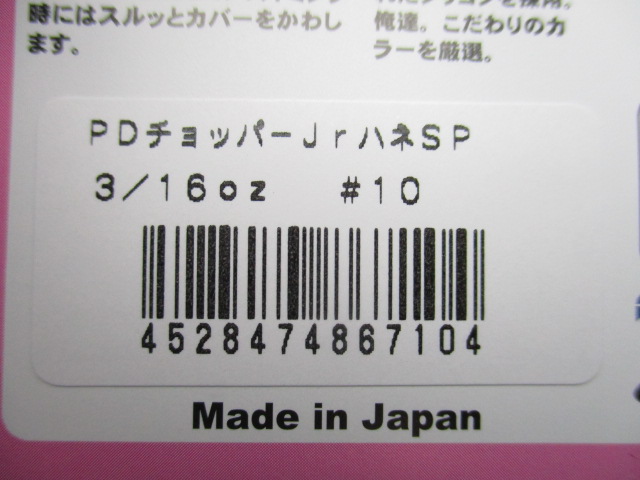 時にはスルッとカバーをかわし
ます。
俺達。こだわりのカ
ラーを厳選。
PDチョッパーJrハネSP
3/16oz #10
4528474867104
Made in Japan